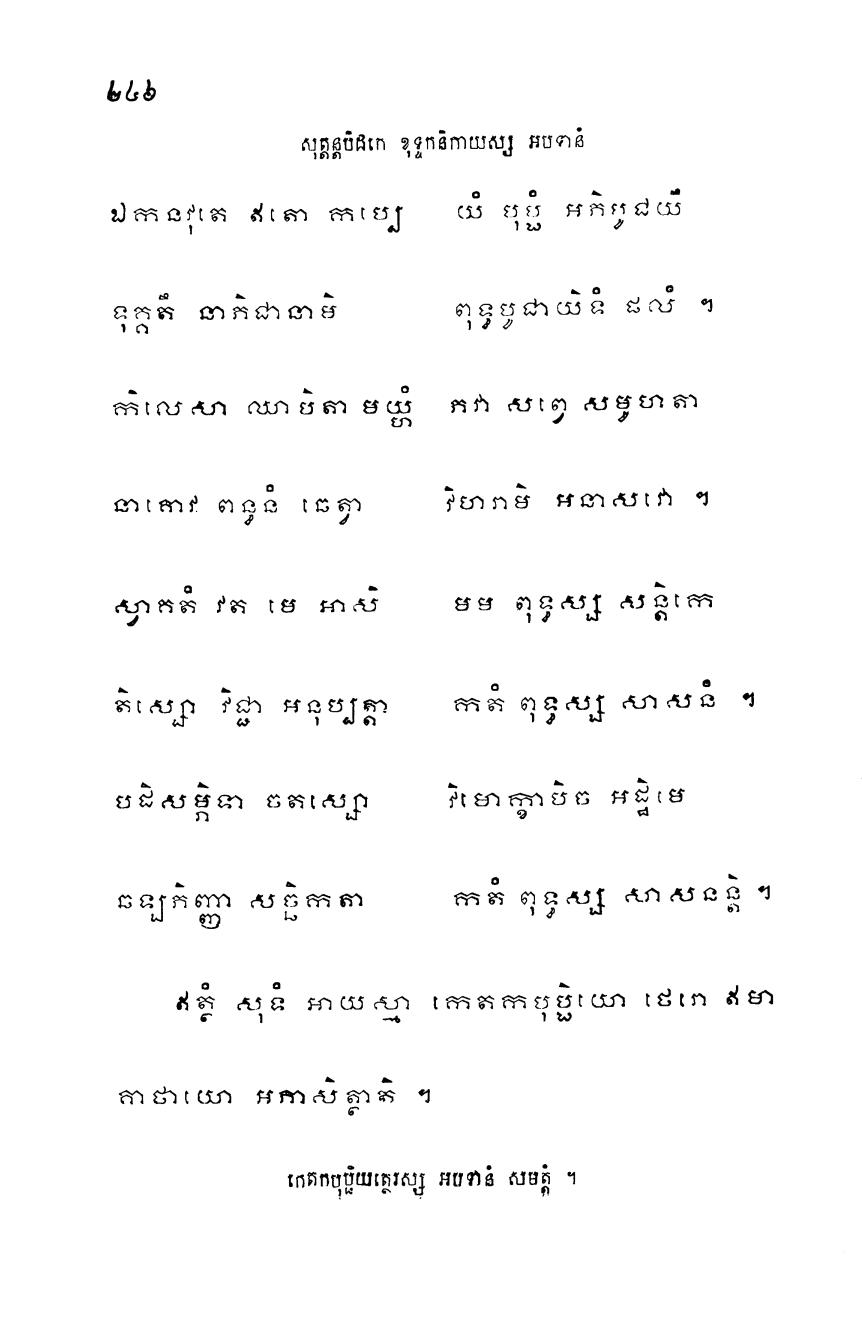 ២៤៦
សុត្តន្តបិដកេ ខុទ្ទកនិកាយស្ស អបទានំ
ឯកនវុតេ ឥតោ កប្បេ យំ បុប្ផំ អភិបូជយឹ
ទុក្កតឹ នាភិជានាមិ ពុទ្ធបូជាយិទំ ផលំ ។
កិលេសា ឈាបិតា មយ្ហំ ភវា សព្វេ សមូហតា
នាគោវ ពន្ធនំ ឆេត្វា វិហរាមិ អនាសវោ ។
ស្វាគតំ វត មេ អាសិ មម ពុទ្ធស្ស សន្តិកេ
តិស្សោ វិជ្ជា អនុប្បត្តា កតំ ពុទ្ធស្ស សាសនំ ។
បដិសម្ភិទា ចតស្សោ វិមោក្ខាបិច អដ្ឋិមេ
ឆឡភិញ្ញា សច្ឆិកតា កតំ ពុទ្ធស្ស សាសនន្តិ ។
ឥត្ថំ សុទំ អាយស្មា កេតកបុប្ផិយោ ថេរោ ឥមា
គាថាយោ អភាសិត្ថាតិ ។
កេតកបុប្ផិយត្ថេរស្ស អបទានំ សមត្តំ ។